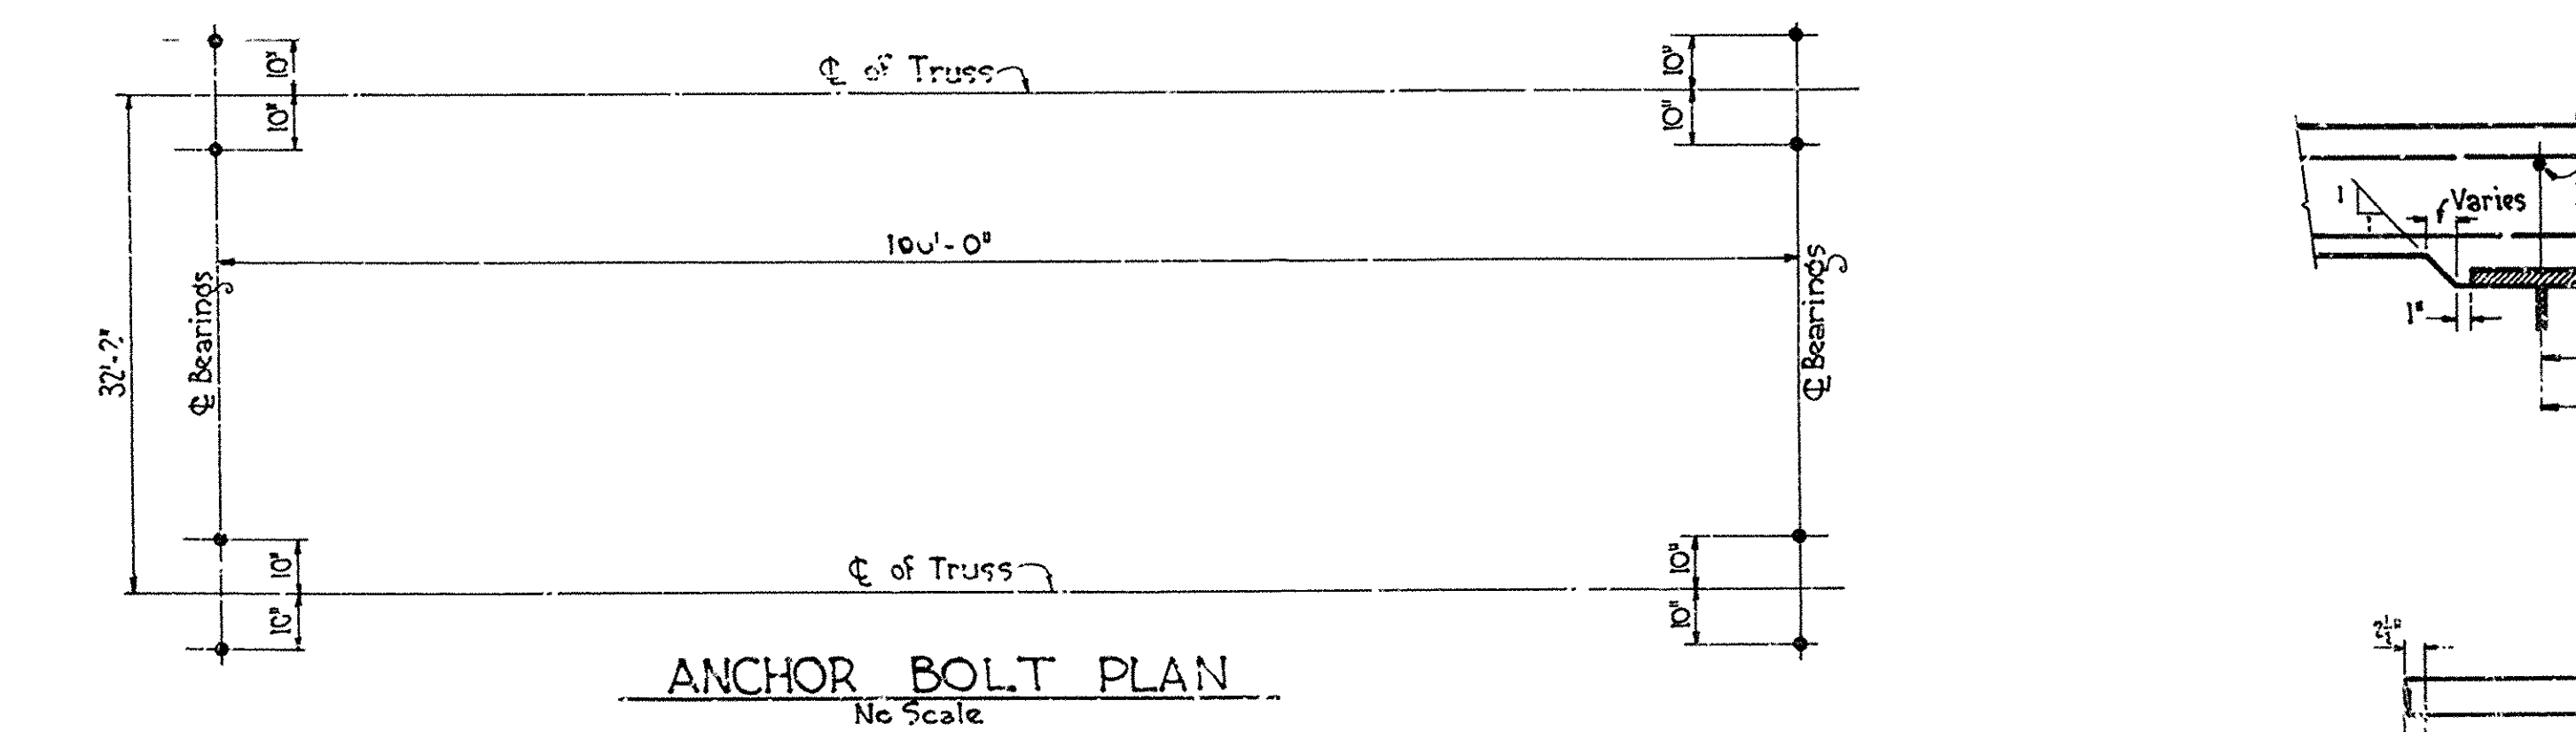 10"
10"
℄ of Truss
10"
10"
100'-0"
℄ Bearings
℄ Bearings
32'-2"
10"
10"
℄ of Truss
10"
10"
ANCHOR BOLT PLAN
No Scale
1
1
Varies
1"